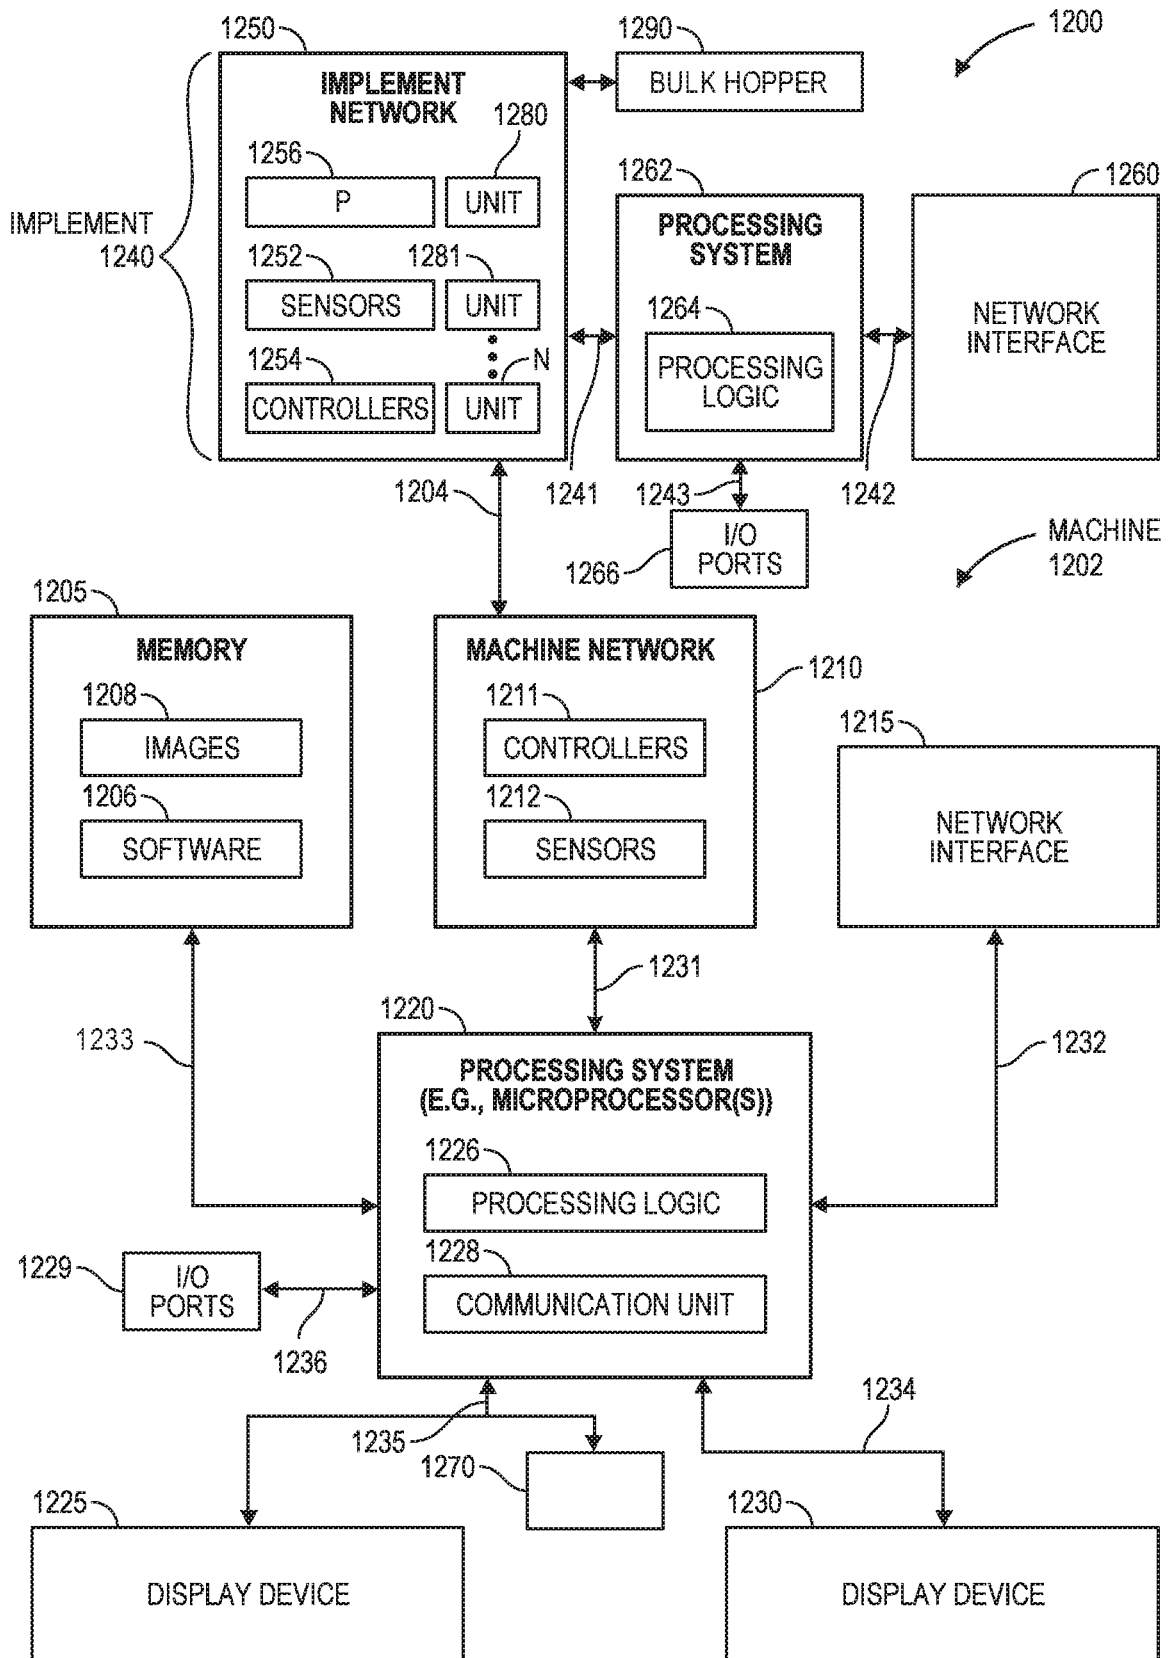 1250
1290
1200
IMPLEMENT
NETWORK
BULK HOPPER
1280
1256
P
UNIT
1262
1260
IMPLEMENT
1240
PROCESSING
SYSTEM
1252
SENSORS
1281
UNIT
NETWORK
INTERFACE
1264
PROCESSING
LOGIC
1254
CONTROLLERS
N
UNIT
1204
1241
1243
1242
I/O
PORTS
1266
MACHINE
1202
1205
MEMORY
MACHINE NETWORK
1210
1208
IMAGES
1211
CONTROLLERS
1215
1206
SOFTWARE
1212
SENSORS
NETWORK
INTERFACE
1231
1220
1233
1232
PROCESSING SYSTEM
(E.G., MICROPROCESSOR(S))
1226
PROCESSING LOGIC
1229
I/O
PORTS
1228
COMMUNICATION UNIT
1236
1235
1234
1270
1225
1230
DISPLAY DEVICE
DISPLAY DEVICE